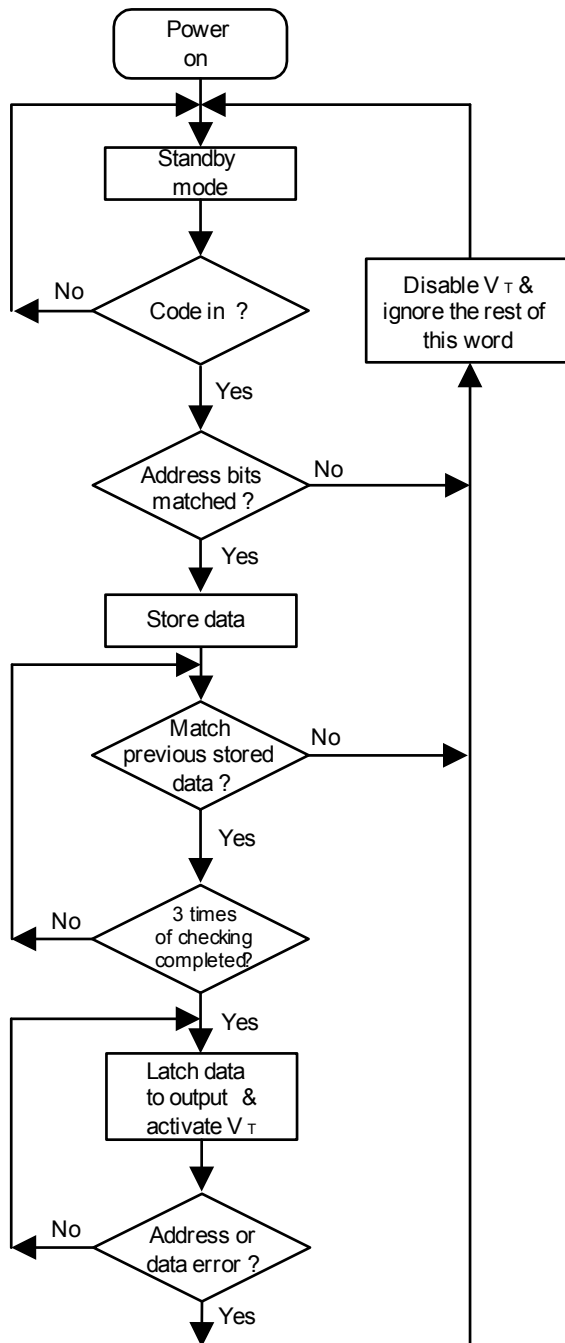 Power
on
Standby
mode
No
Code in ?
Disable V T &
ignore the rest of
this word
Yes
Address bits
matched ?
No
Yes
Store data
Match
previous stored
data ?
No
Yes
No
3 times
of checking
completed?
Yes
Latch data
to output &
activate V T
No
Address or
data error ?
Yes